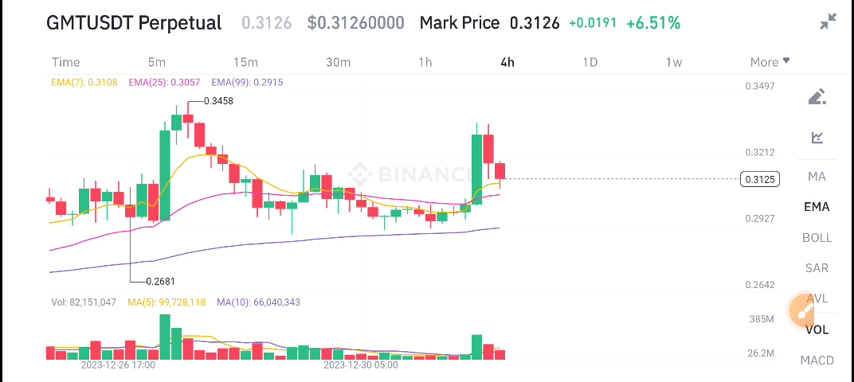 GMTUSDT Perpetual 0.3126 $0.31260000 Mark Price 0.3126 +0.0191 +6.51%
Time 5m 15m 30m 1h 4h 1D 1w More
EMA(7): 0.3108 EMA(25): 0.3057 EMA(99): 0.2915
0.3497
0.3458
0.3212
BINANCE
MA
0.3125
EMA
0.2927
BOLL
SAR
0.2681
0.2642
AVL
Vol: 82,151,047 MA(5): 99,728,118 MA(10): 66,040,343
385M
VOL
26.2M
MACD
2023-12-26 17:00 2023-12-30 05:00